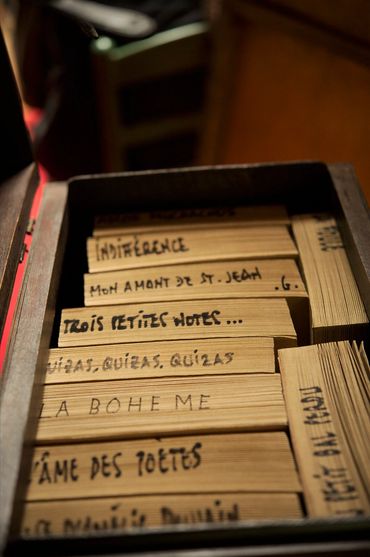 INDIFFÉRENCE
MON AMANT DE ST. JEAN . G.
TROIS PETITES NOTES ...
UIZAS, QUIZAS, QUIZAS
LA BOHEME
'ÂME DES POÈTES
PETIT BAL PERDU